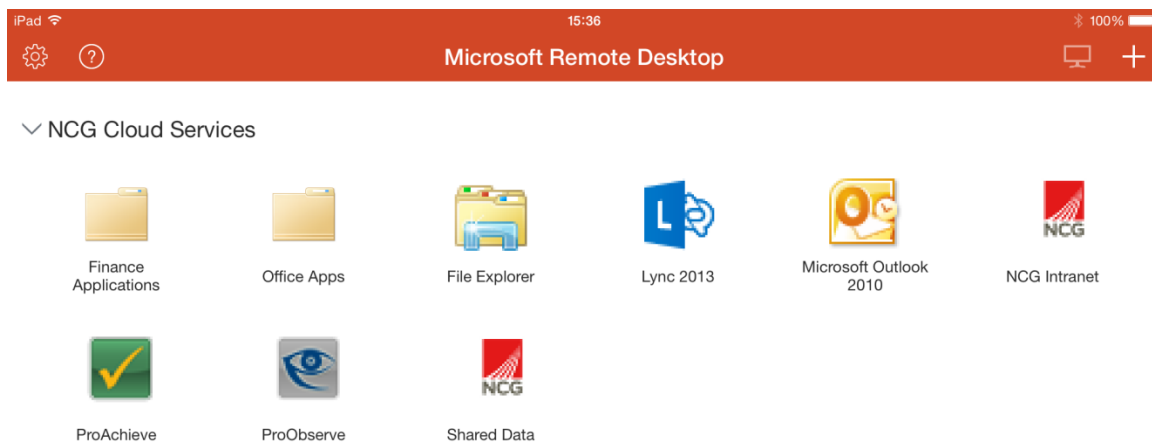 iPad 15:36 100%
? Microsoft Remote Desktop
NCG Cloud Services
L O NCG
Finance Applications Office Apps File Explorer Lync 2013 Microsoft Outlook 2010 NCG Intranet
NCG
ProAchieve ProObserve Shared Data